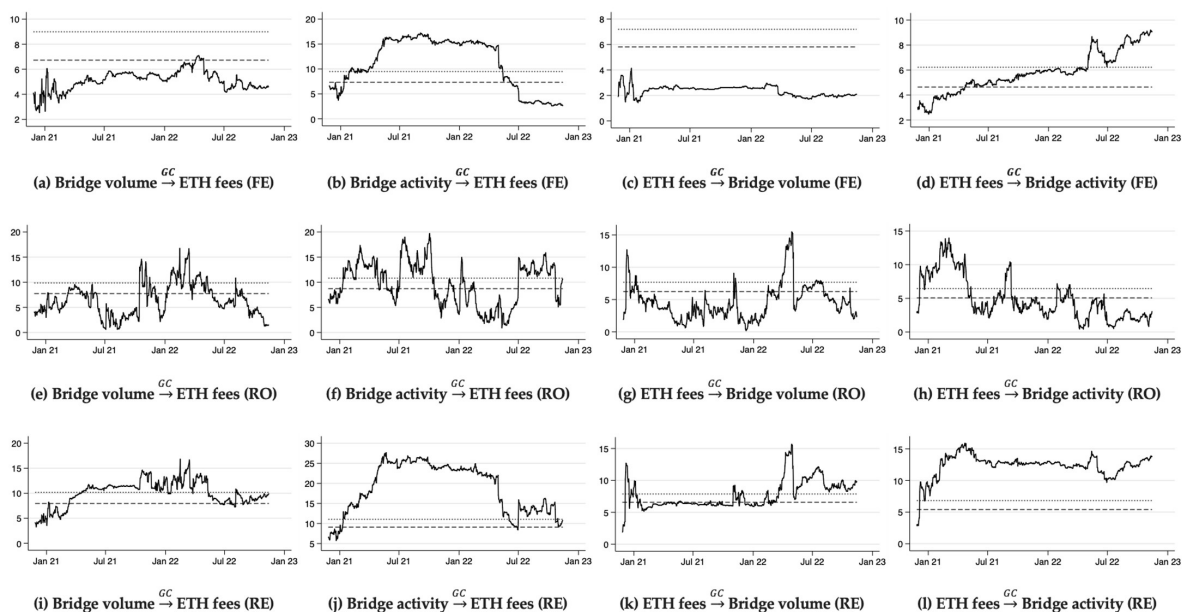 10
8
6
4
2
Jan 21 Jul 21 Jan 22 Jul 22 Jan 23
(a) Bridge volume GC→ ETH fees (FE)
20
15
10
5
0
Jan 21 Jul 21 Jan 22 Jul 22 Jan 23
(b) Bridge activity GC→ ETH fees (FE)
8
6
4
2
0
Jan 21 Jul 21 Jan 22 Jul 22 Jan 23
(c) ETH fees GC→ Bridge volume (FE)
10
8
6
4
2
Jan 21 Jul 21 Jan 22 Jul 22 Jan 23
(d) ETH fees GC→ Bridge activity (FE)
20
15
10
5
0
Jan 21 Jul 21 Jan 22 Jul 22 Jan 23
(e) Bridge volume GC→ ETH fees (RO)
20
15
10
5
0
Jan 21 Jul 21 Jan 22 Jul 22 Jan 23
(f) Bridge activity GC→ ETH fees (RO)
15
10
5
0
Jan 21 Jul 21 Jan 22 Jul 22 Jan 23
(g) ETH fees GC→ Bridge volume (RO)
15
10
5
0
Jan 21 Jul 21 Jan 22 Jul 22 Jan 23
(h) ETH fees GC→ Bridge activity (RO)
20
15
10
5
0
Jan 21 Jul 21 Jan 22 Jul 22 Jan 23
(i) Bridge volume GC→ ETH fees (RE)
30
25
20
15
10
5
Jan 21 Jul 21 Jan 22 Jul 22 Jan 23
(j) Bridge activity GC→ ETH fees (RE)
15
10
5
0
Jan 21 Jul 21 Jan 22 Jul 22 Jan 23
(k) ETH fees GC→ Bridge volume (RE)
15
10
5
0
Jan 21 Jul 21 Jan 22 Jul 22 Jan 23
(l) ETH fees GC→ Bridge activity (RE)